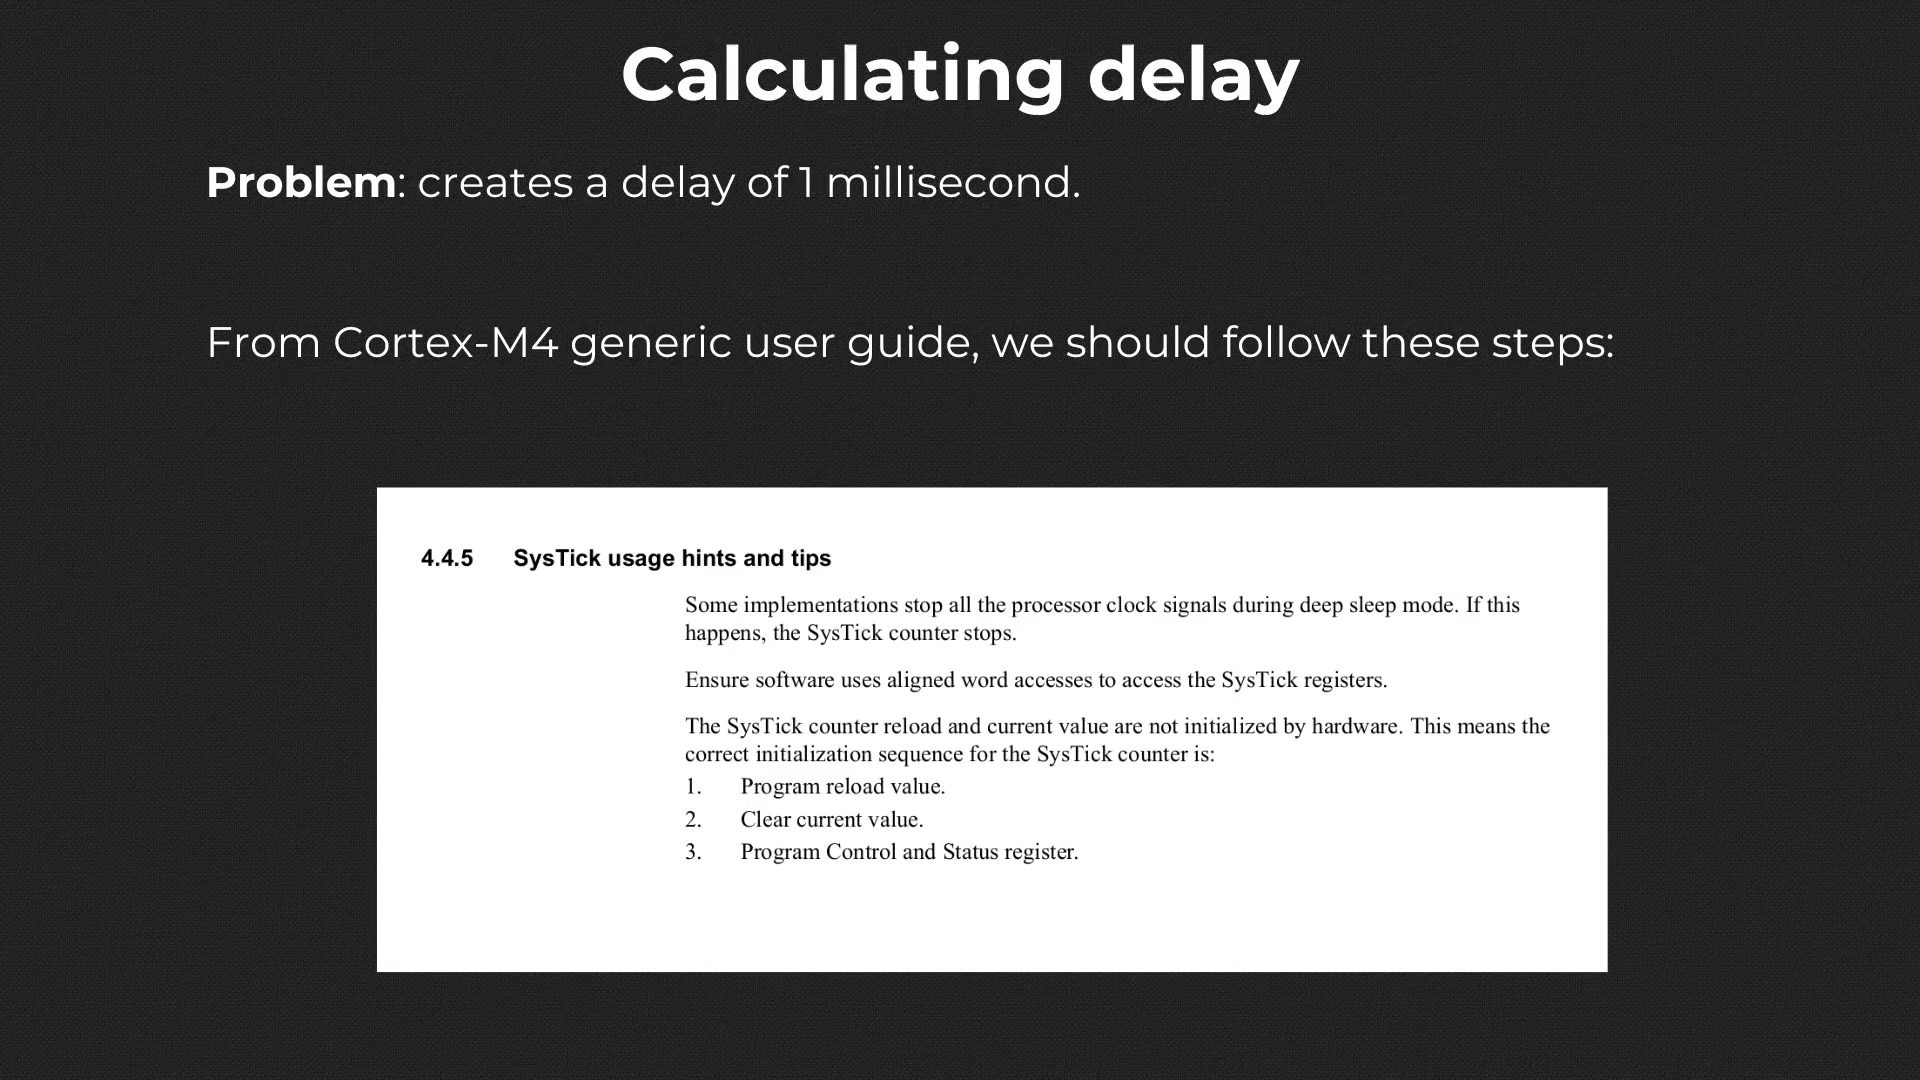 Calculating delay
Problem: creates a delay of 1 millisecond.
From Cortex-M4 generic user guide, we should follow these steps:
4.4.5 SysTick usage hints and tips
Some implementations stop all the processor clock signals during deep sleep mode. If this
happens, the SysTick counter stops.
Ensure software uses aligned word accesses to access the SysTick registers.
The SysTick counter reload and current value are not initialized by hardware. This means the
correct initialization sequence for the SysTick counter is:
1. Program reload value.
2. Clear current value.
3. Program Control and Status register.